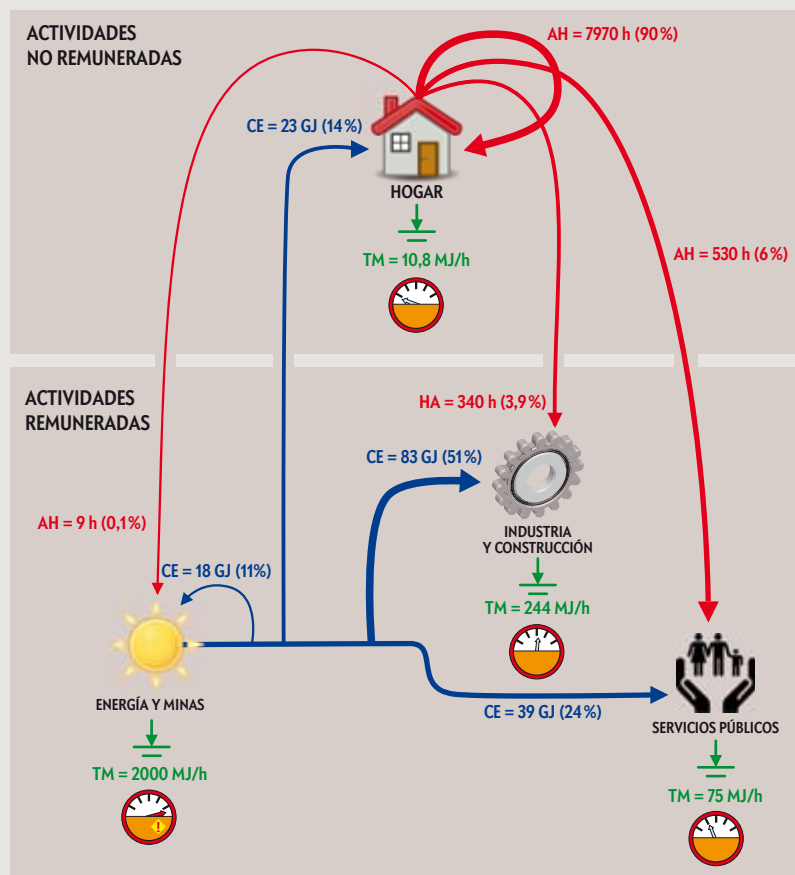 ACTIVIDADES
NO REMUNERADAS
AH = 7970 h (90 %)
CE = 23 GJ (14 %)
HOGAR
TM = 10,8 MJ/h
AH = 530 h (6 %)
ACTIVIDADES
REMUNERADAS
HA = 340 h (3,9 %)
CE = 83 GJ (51 %)
INDUSTRIA
Y CONSTRUCCIÓN
TM = 244 MJ/h
AH = 9 h (0,1%)
CE = 18 GJ (11%)
ENERGÍA Y MINAS
TM = 2000 MJ/h
!
CE = 39 GJ (24 %)
SERVICIOS PÚBLICOS
TM = 75 MJ/h